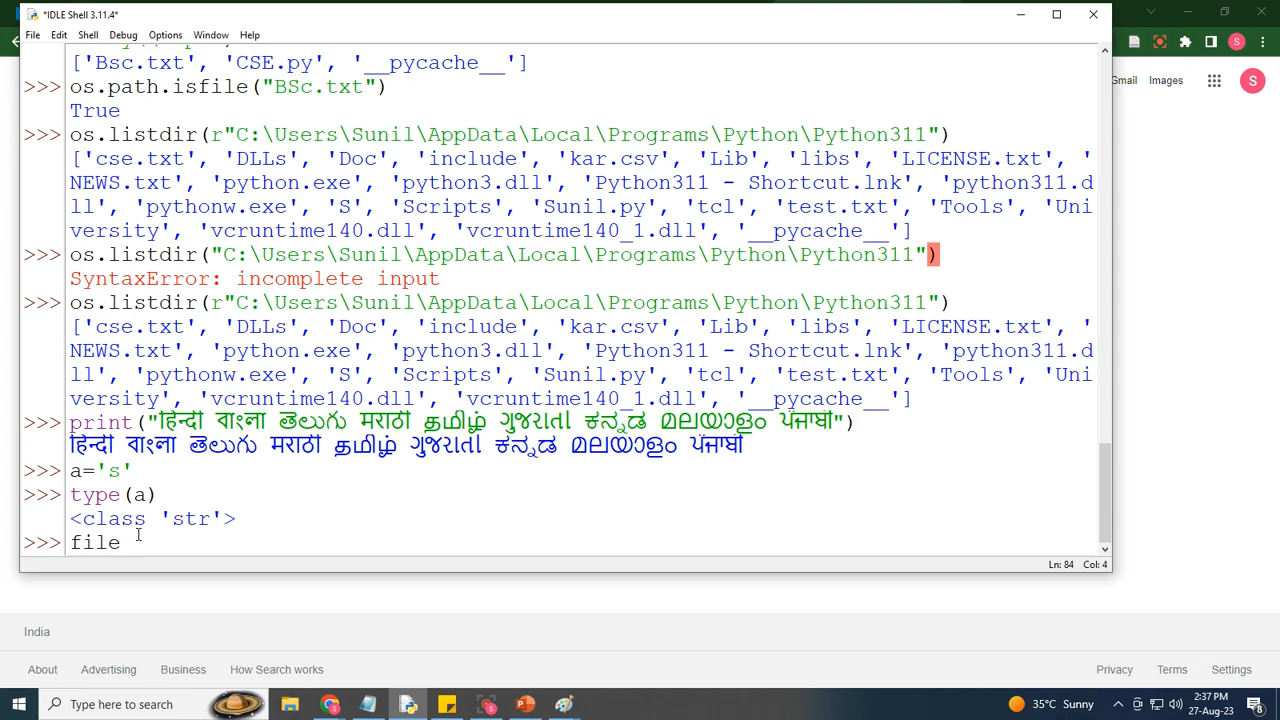 *IDLE Shell 3.11.4*
File Edit Shell Debug Options Window Help
['Bsc.txt', 'CSE.py', '__pycache__']
>>> os.path.isfile("BSc.txt")
True
>>> os.listdir(r"C:\Users\Sunil\AppData\Local\Programs\Python\Python311")
['cse.txt', 'DLLs', 'Doc', 'include', 'kar.csv', 'Lib', 'libs', 'LICENSE.txt', '
NEWS.txt', 'python.exe', 'python3.dll', 'Python311 - Shortcut.lnk', 'python311.d
ll', 'pythonw.exe', 'S', 'Scripts', 'Sunil.py', 'tcl', 'test.txt', 'Tools', 'Uni
versity', 'vcruntime140.dll', 'vcruntime140_1.dll', '__pycache__']
>>> os.listdir("C:\Users\Sunil\AppData\Local\Programs\Python\Python311")
SyntaxError: incomplete input
>>> os.listdir(r"C:\Users\Sunil\AppData\Local\Programs\Python\Python311")
['cse.txt', 'DLLs', 'Doc', 'include', 'kar.csv', 'Lib', 'libs', 'LICENSE.txt', '
NEWS.txt', 'python.exe', 'python3.dll', 'Python311 - Shortcut.lnk', 'python311.d
ll', 'pythonw.exe', 'S', 'Scripts', 'Sunil.py', 'tcl', 'test.txt', 'Tools', 'Uni
versity', 'vcruntime140.dll', 'vcruntime140_1.dll', '__pycache__']
>>> print("हिन्दी বাংলা తెలుగు मराठी தமிழ் ગુજરાતી ಕನ್ನಡ മലയാളം ਪੰਜਾਬੀ")
हिन्दी বাংলা తెలుగు मराठी தமிழ் ગુજરાતી ಕನ್ನಡ മലയാളം ਪੰਜਾਬੀ
>>> a='s'
>>> type(a)
<class 'str'>
>>> file
Ln: 84 Col: 4
Gmail Images
S
S
India
About Advertising Business How Search works
Privacy Terms Settings
Type here to search
35°C Sunny
2:37 PM
27-Aug-23
8